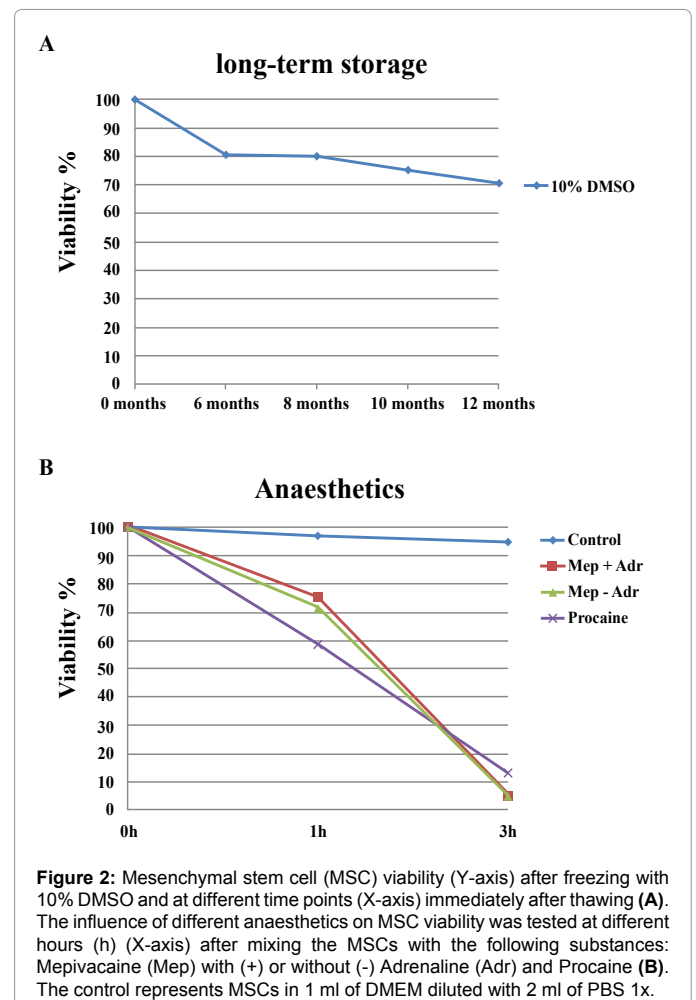 A
long-term storage
100
90
80
70
60
50
40
30
20
10
0
Viability %
0 months 6 months 8 months 10 months 12 months
10% DMSO
B
Anaesthetics
100
90
80
70
60
50
40
30
20
10
0
Viability %
0h 1h 3h
Control
Mep + Adr
Mep - Adr
Procaine
Figure 2: Mesenchymal stem cell (MSC) viability (Y-axis) after freezing with
10% DMSO and at different time points (X-axis) immediately after thawing (A).
The influence of different anaesthetics on MSC viability was tested at different
hours (h) (X-axis) after mixing the MSCs with the following substances:
Mepivacaine (Mep) with (+) or without (-) Adrenaline (Adr) and Procaine (B).
The control represents MSCs in 1 ml of DMEM diluted with 2 ml of PBS 1x.